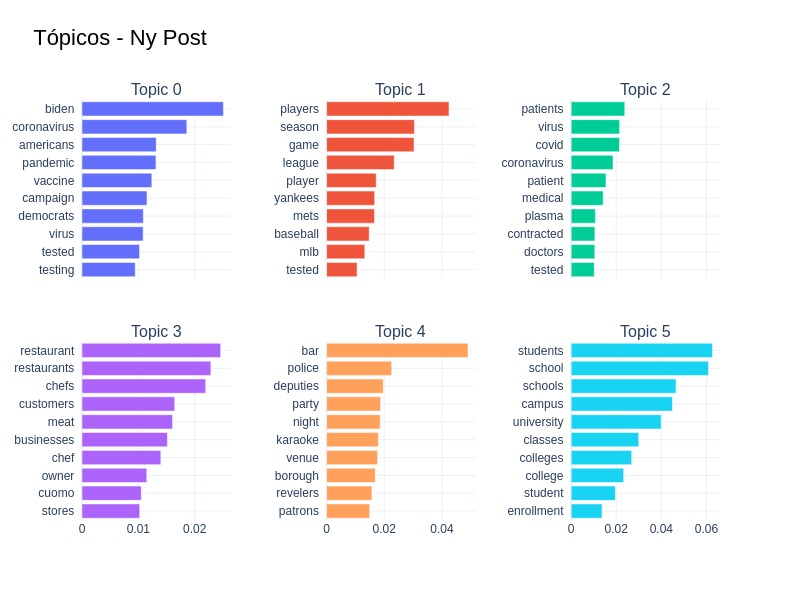 Tópicos - Ny Post
Topic 0
biden
coronavirus
americans
pandemic
vaccine
campaign
democrats
virus
tested
testing
Topic 1
players
season
game
league
player
yankees
mets
baseball
mlb
tested
Topic 2
patients
virus
covid
coronavirus
patient
medical
plasma
contracted
doctors
tested
Topic 3
restaurant
restaurants
chefs
customers
meat
businesses
chef
owner
cuomo
stores
0 0.01 0.02
Topic 4
bar
police
deputies
party
night
karaoke
venue
borough
revelers
patrons
0 0.02 0.04
Topic 5
students
school
schools
campus
university
classes
colleges
college
student
enrollment
0 0.02 0.04 0.06